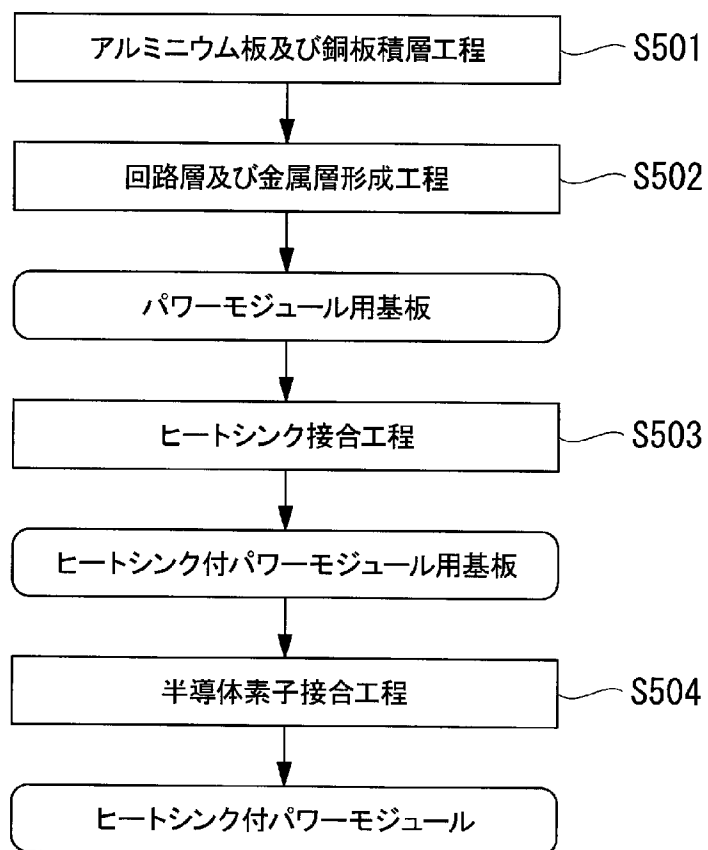 アルミニウム板及び銅板積層工程 S501
回路層及び金属層形成工程 S502
パワーモジュール用基板
ヒートシンク接合工程 S503
ヒートシンク付パワーモジュール用基板
半導体素子接合工程 S504
ヒートシンク付パワーモジュール